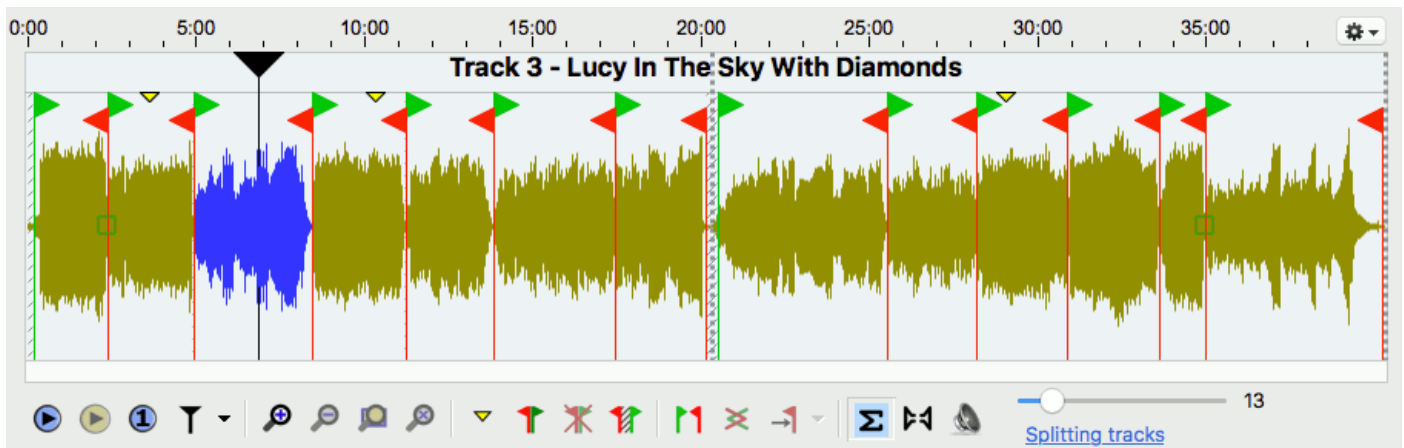 0:00 5:00 10:00 15:00 20:00 25:00 30:00 35:00
Track 3 - Lucy In The Sky With Diamonds
1 Σ 13
Splitting tracks